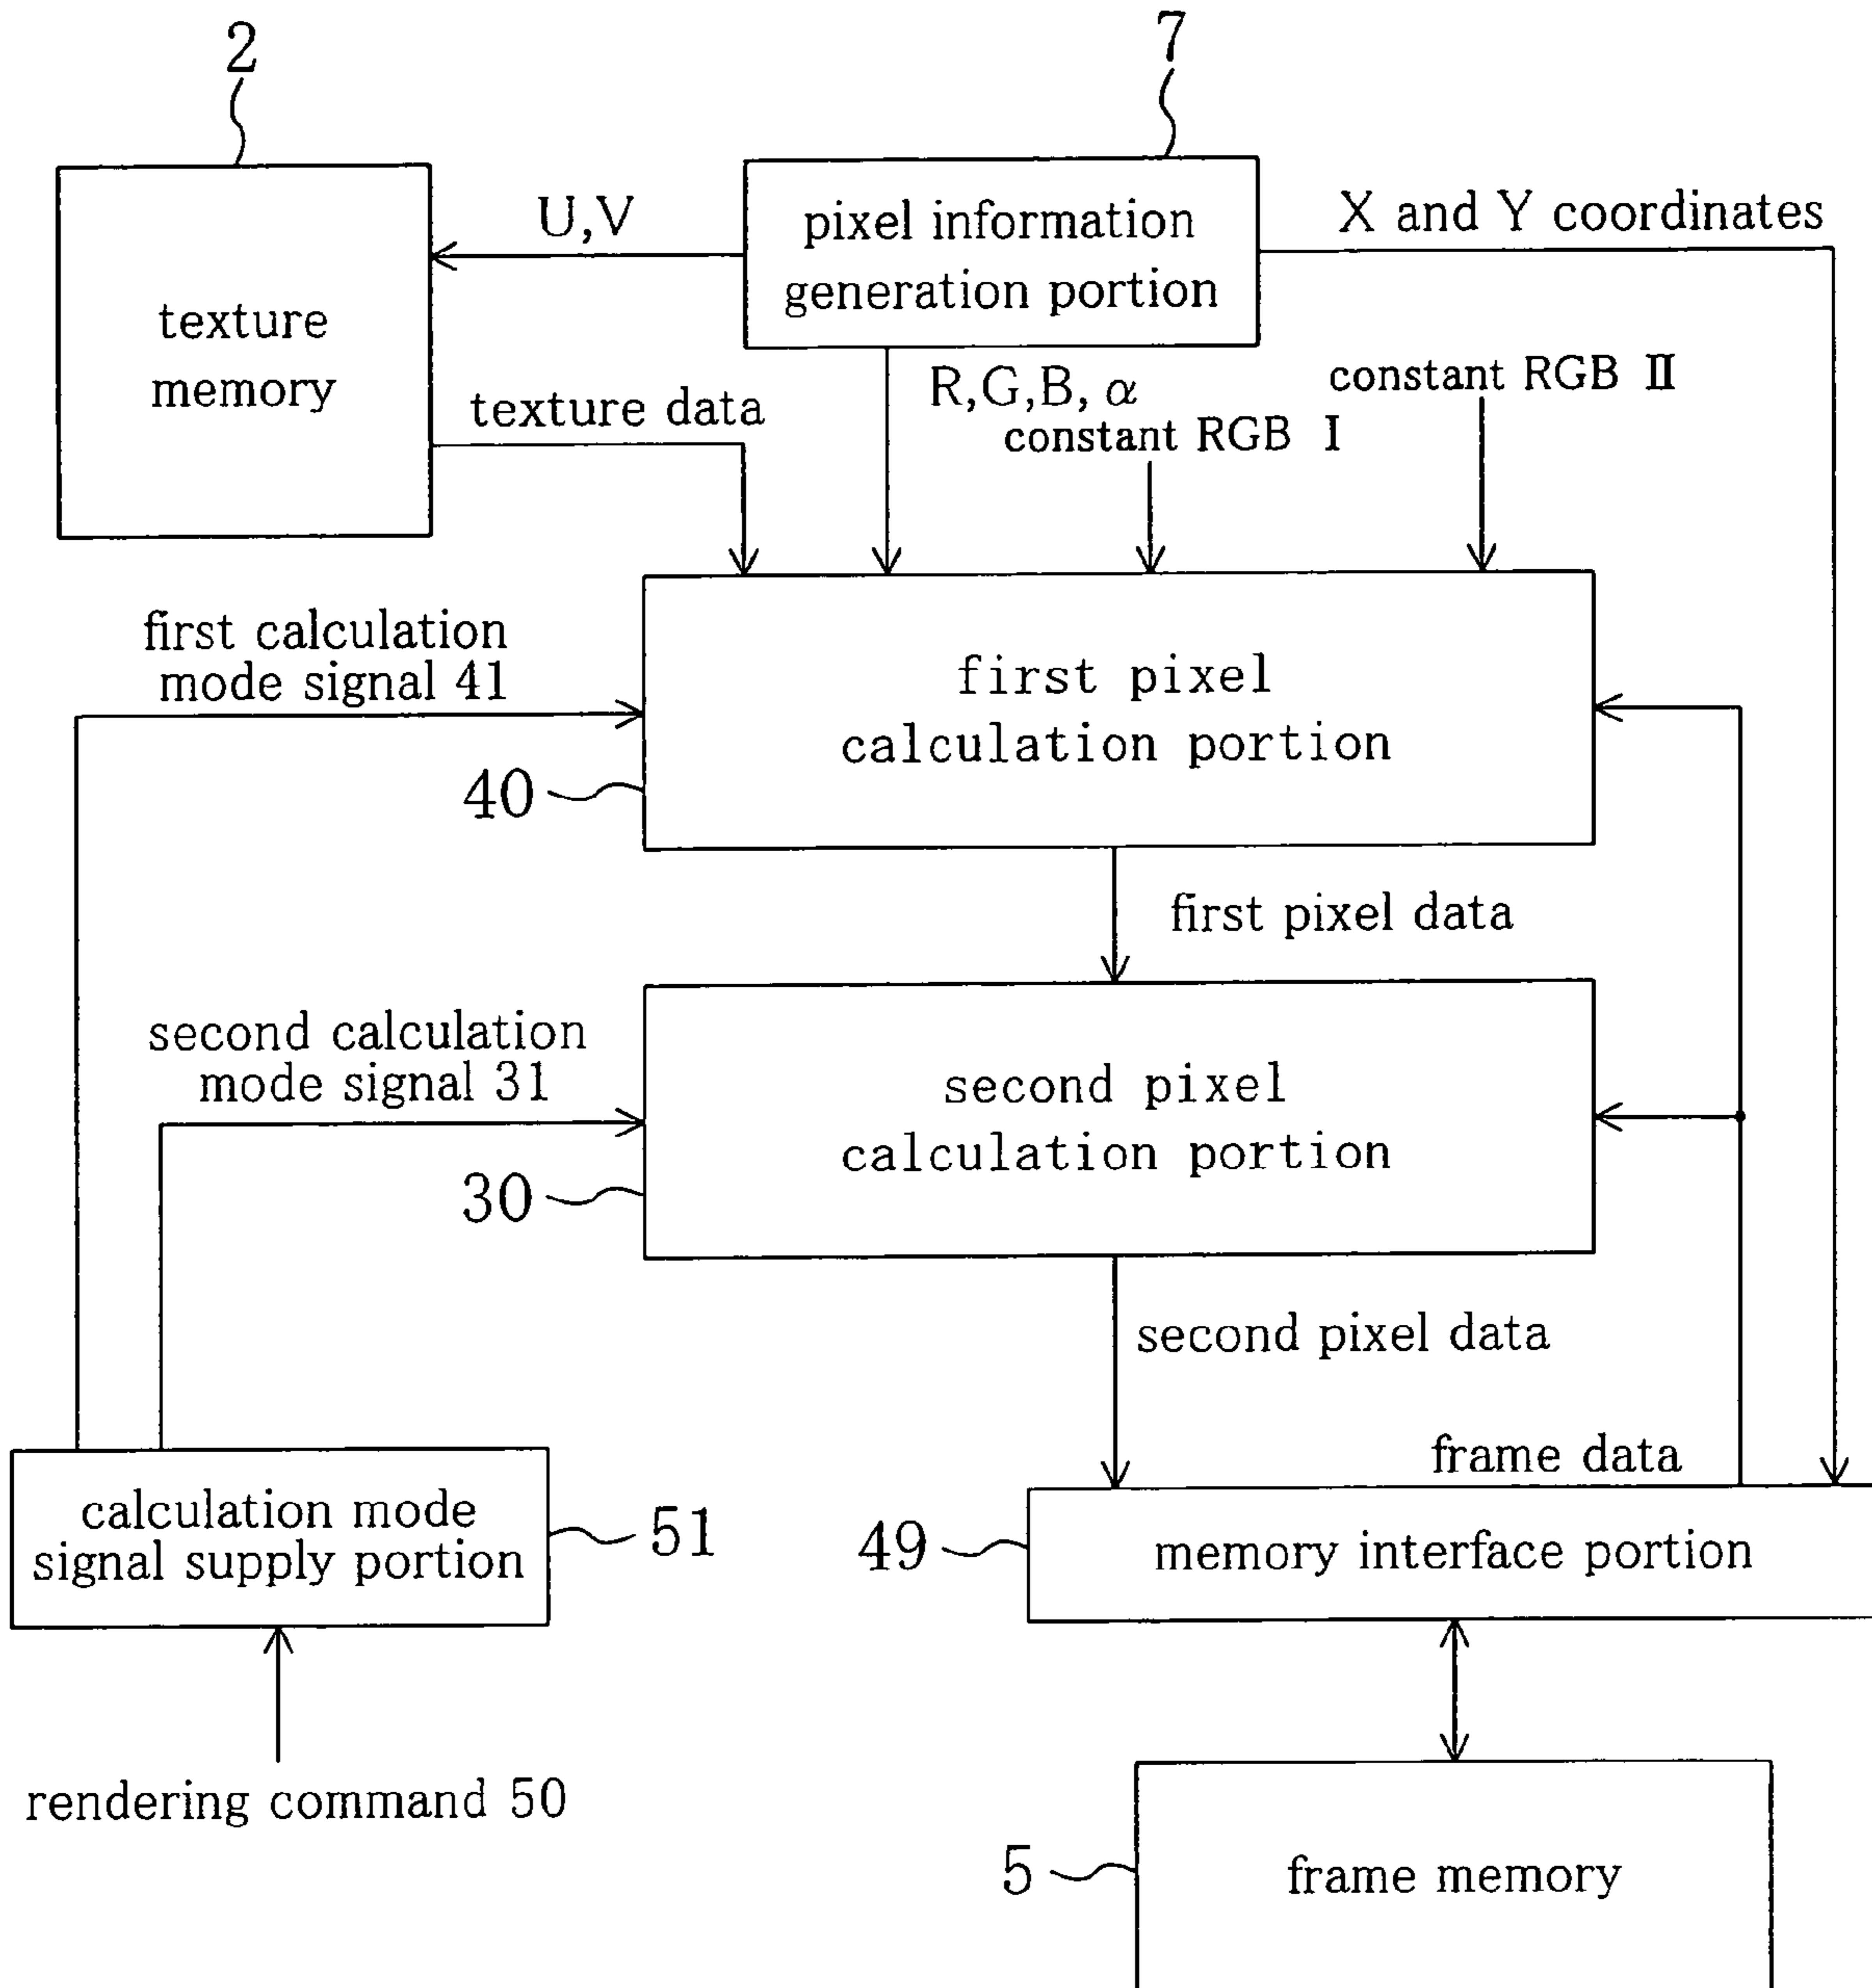 2
7
U,V
pixel information
generation portion
X and Y coordinates
texture
memory
texture data
R,G,B, α
constant RGB II
constant RGB I
first calculation
mode signal 41
first pixel
calculation portion
40
first pixel data
second calculation
mode signal 31
second pixel
calculation portion
30
second pixel data
frame data
calculation mode
signal supply portion
51
49
memory interface portion
rendering command 50
5
frame memory